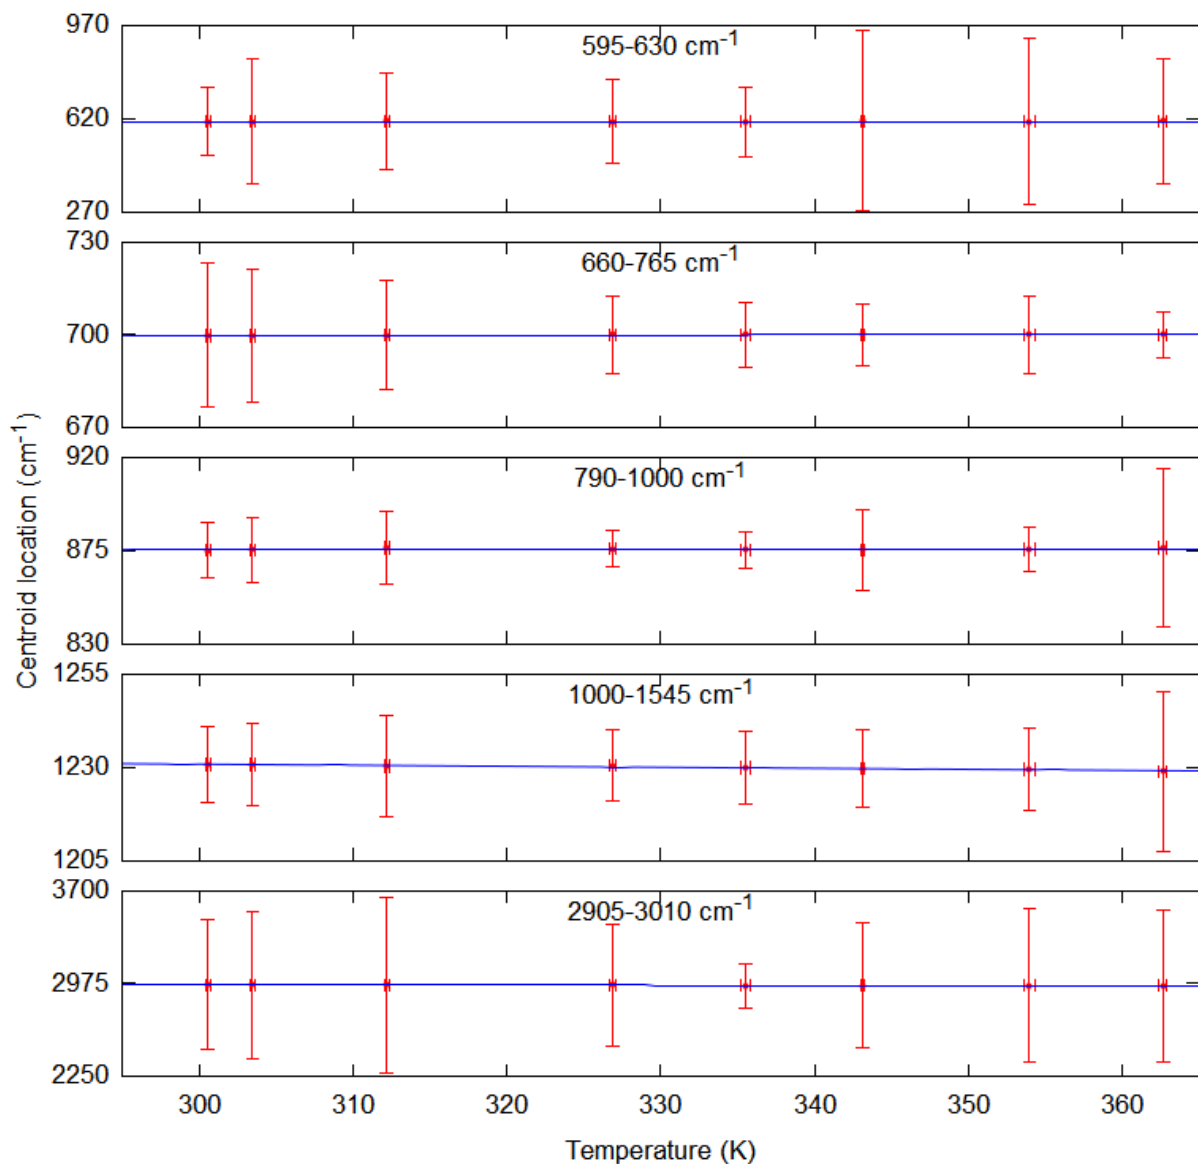 970
595-630 cm⁻¹
620
270
730
660-765 cm⁻¹
700
670
920
790-1000 cm⁻¹
875
830
1255
1000-1545 cm⁻¹
1230
1205
3700
2905-3010 cm⁻¹
2975
2250
Centroid location (cm⁻¹)
300 310 320 330 340 350 360
Temperature (K)